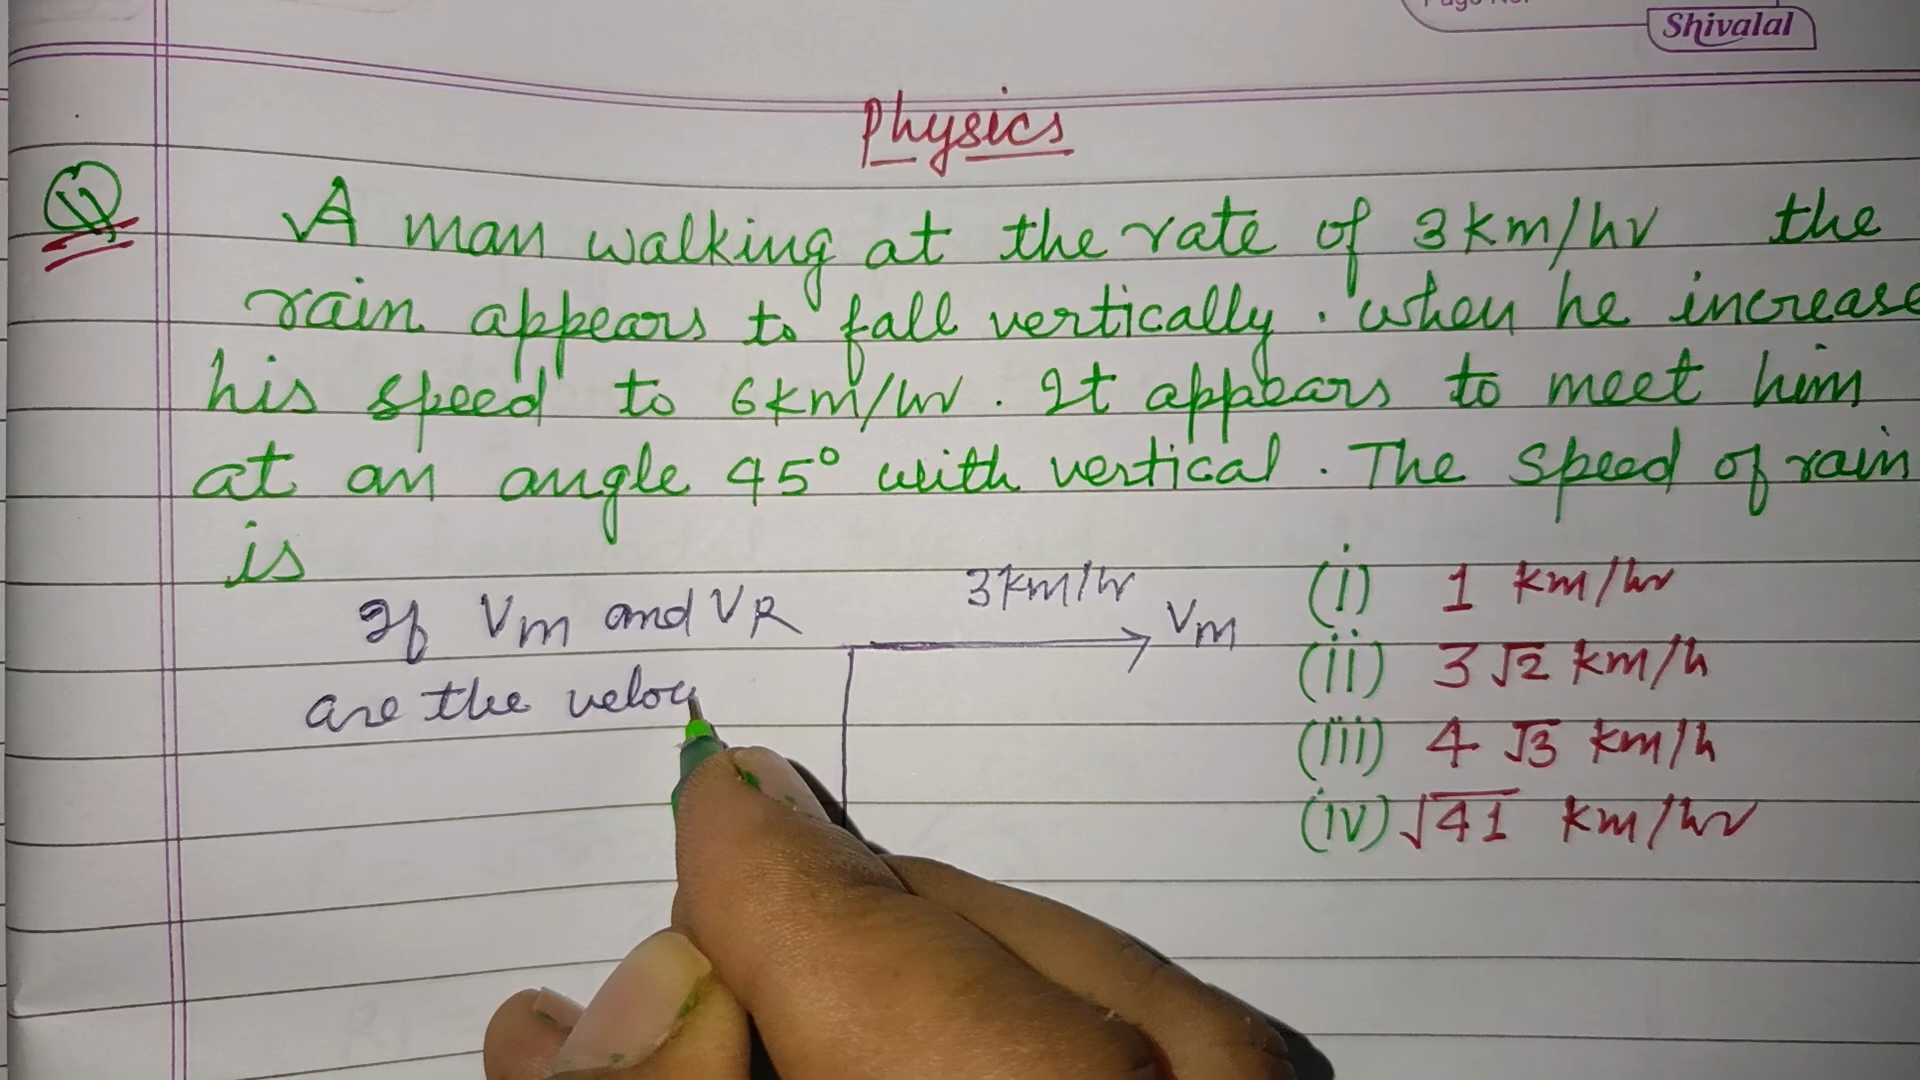 Shivalal
Physics
Q A man walking at the rate of 3km/hr the
rain appears to fall vertically. when he increase
his speed to 6km/hr. It appears to meet him
at an angle 45° with vertical. The speed of rain
is
If Vm and VR
are the veloc
3km/hr
Vm
(i) 1 km/hr
(ii) 3√2 km/h
(iii) 4√3 km/h
(iv) √41 km/hr